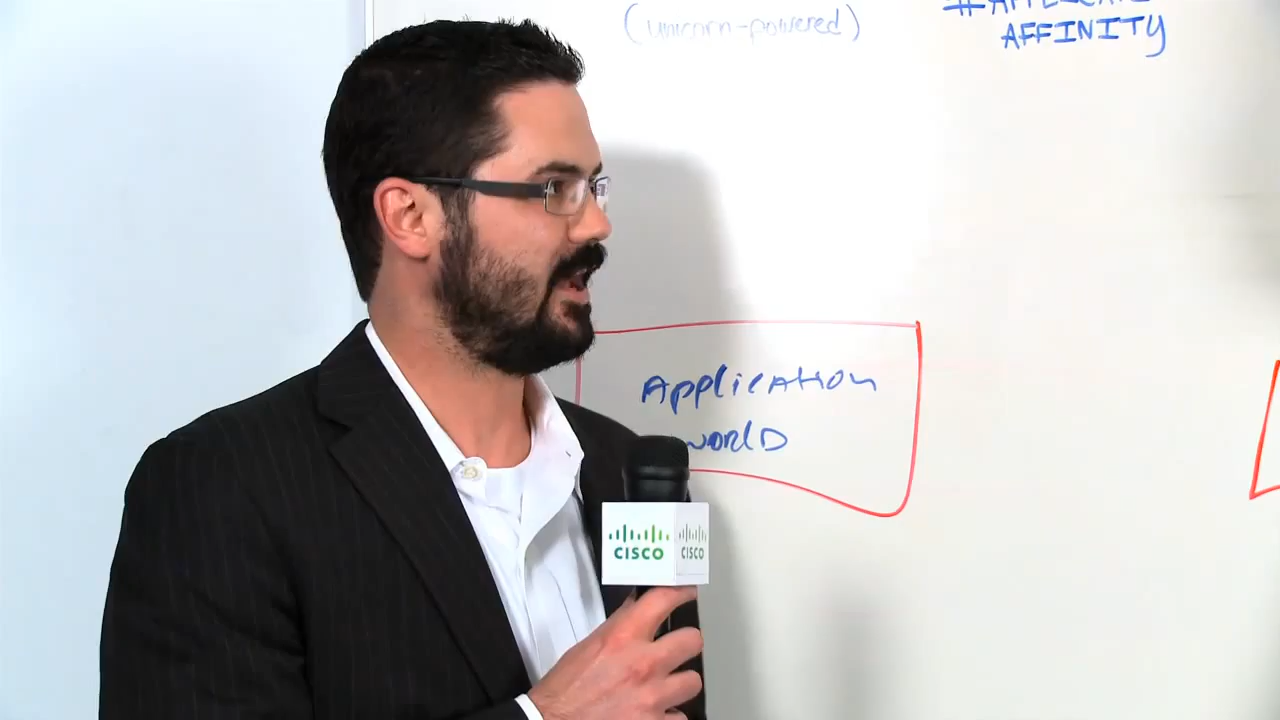 (unicorn-powered)
AFFINITY
Application
world
CISCO
CISCO